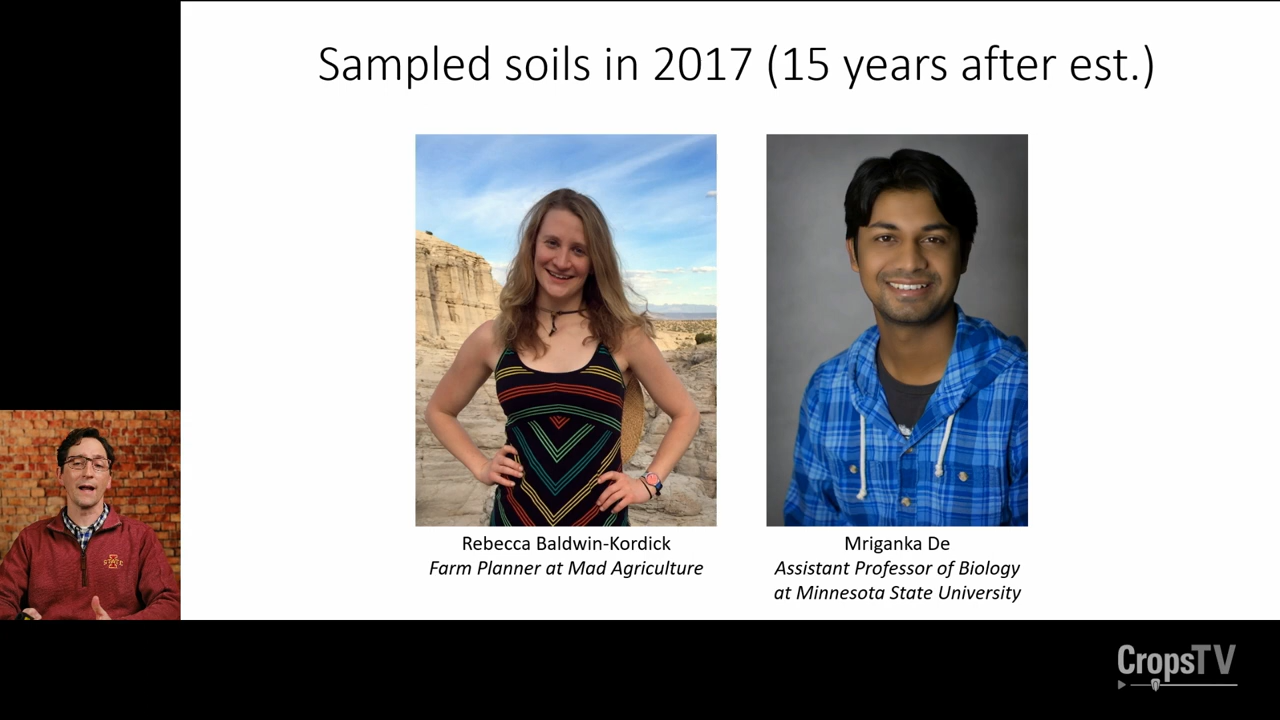 Sampled soils in 2017 (15 years after est.)
Rebecca Baldwin-Kordick
Farm Planner at Mad Agriculture
Mriganka De
Assistant Professor of Biology
at Minnesota State University
STATE
CropsTV